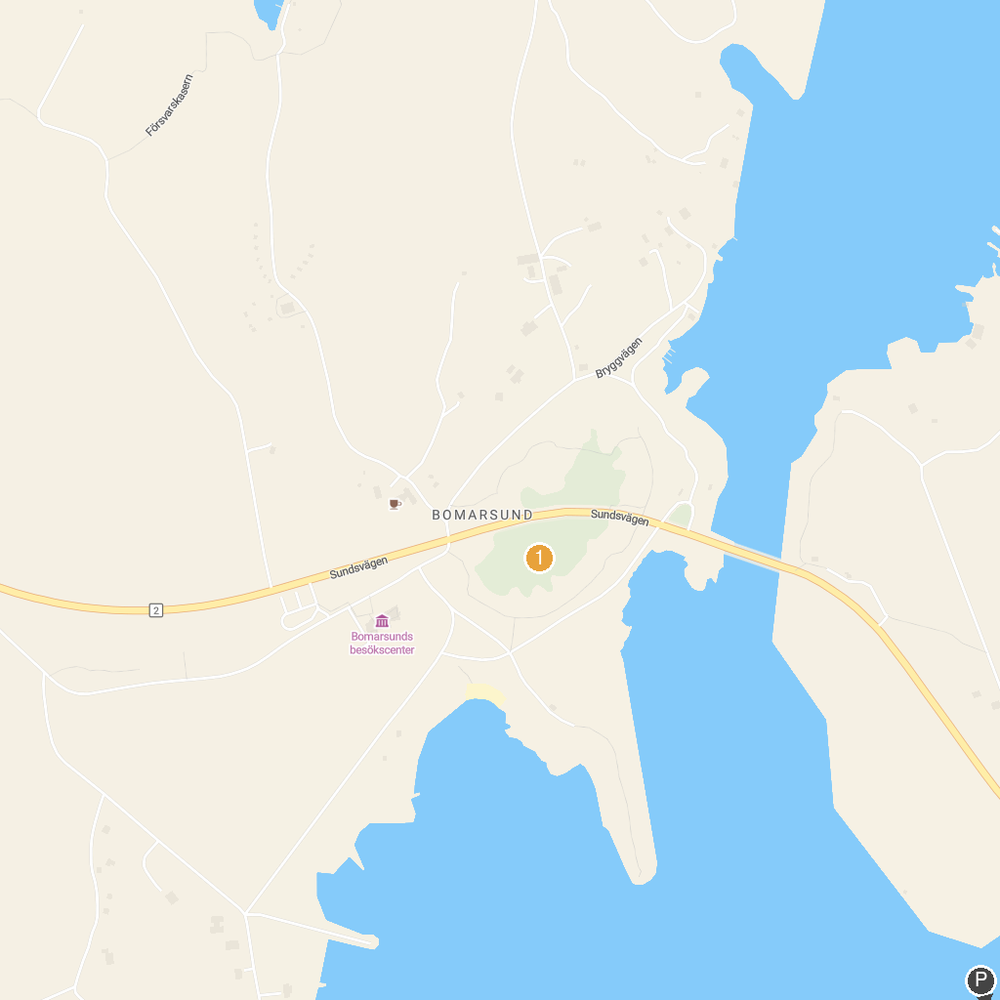 Försvarskasern
Bryggvägen
BOMARSUND
Sundsvägen
1
Sundsvägen
2
Bomarsunds
besökscenter
P